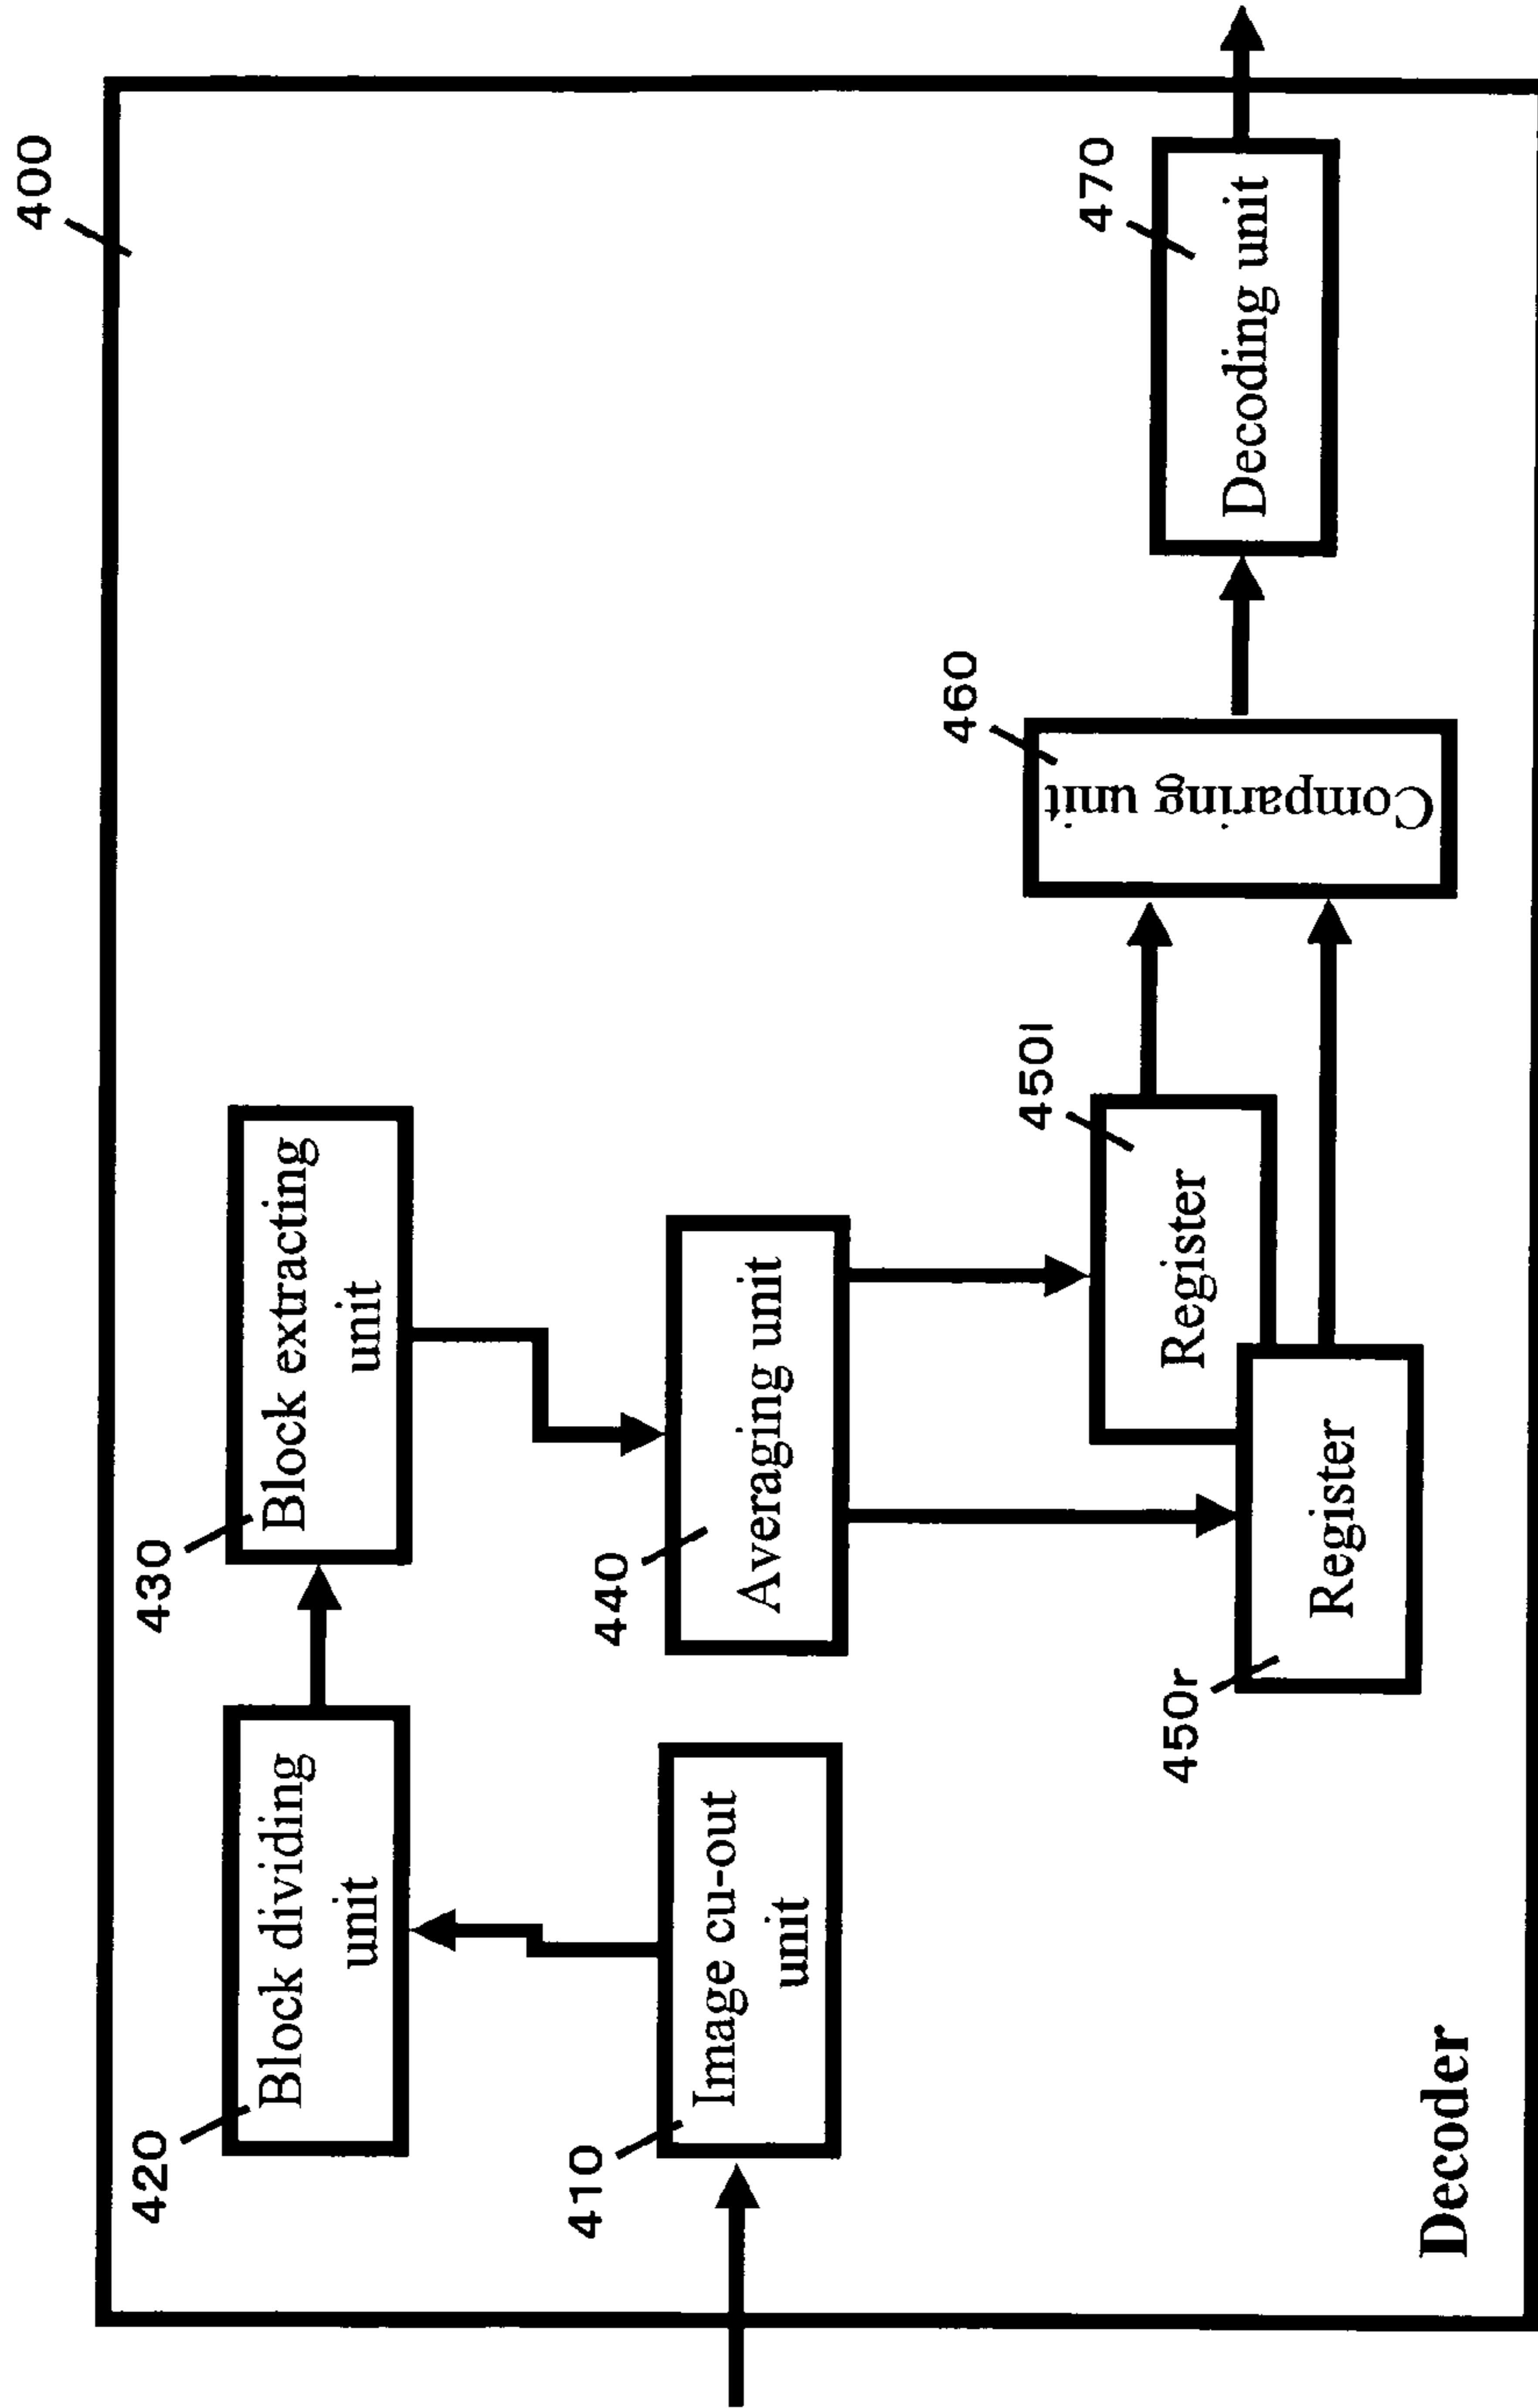 400
430
Block extracting
unit
420
Block dividing
unit
440
Averaging unit
410
Image cu-out
unit
450l
Register
450r
Register
460
Comparing unit
470
Decoding unit
Decoder